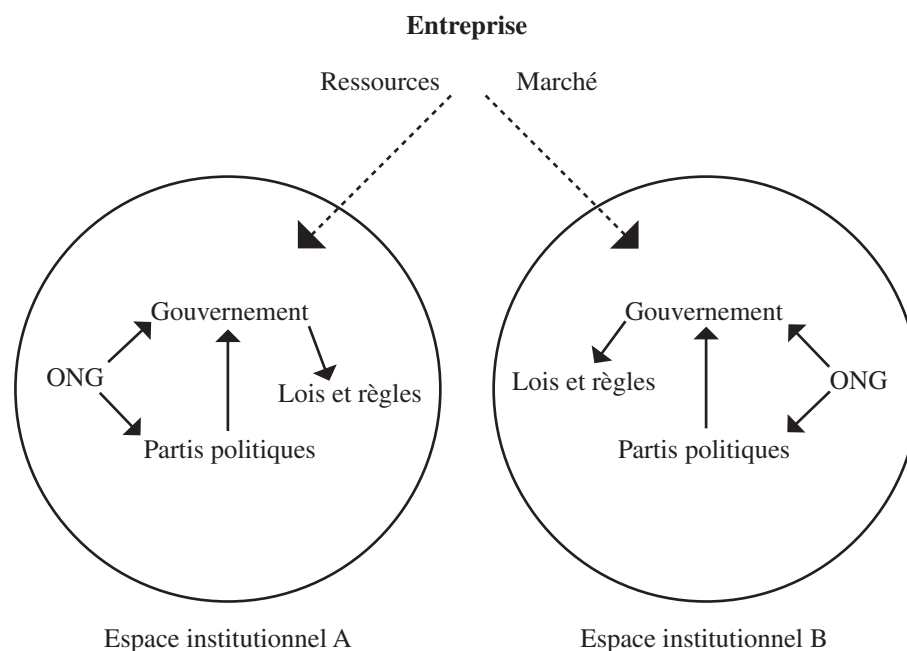 Entreprise
Ressources Marché
Gouvernement Gouvernement
ONG Lois et règles Lois et règles ONG
Partis politiques Partis politiques
Espace institutionnel A Espace institutionnel B